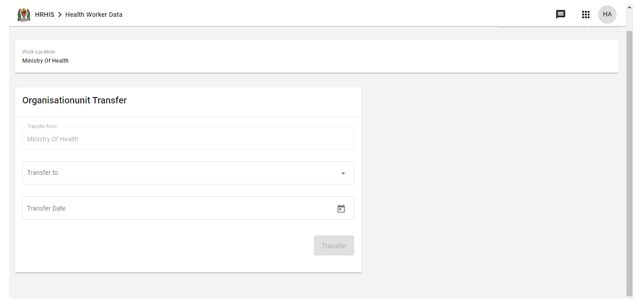 HRHIS > Health Worker Data
HA
Work Location
Ministry Of Health
Organisationunit Transfer
Transfer from
Ministry Of Health
Transfer to
Transfer Date
Transfer